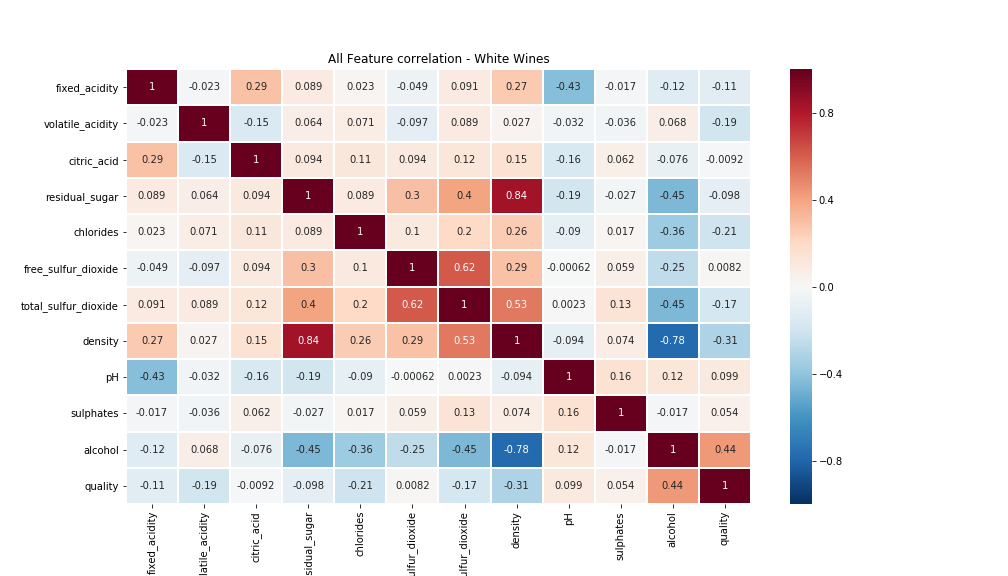 All Feature correlation - White Wines
fixed_acidity 1 -0.023 0.29 0.089 0.023 -0.049 0.091 0.27 -0.43 -0.017 -0.12 -0.11
volatile_acidity -0.023 1 -0.15 0.064 0.071 -0.097 0.089 0.027 -0.032 -0.036 0.068 -0.19
citric_acid 0.29 -0.15 1 0.094 0.11 0.094 0.12 0.15 -0.16 0.062 -0.076 -0.0092
residual_sugar 0.089 0.064 0.094 1 0.089 0.3 0.4 0.84 -0.19 -0.027 -0.45 -0.098
chlorides 0.023 0.071 0.11 0.089 1 0.1 0.2 0.26 -0.09 0.017 -0.36 -0.21
free_sulfur_dioxide -0.049 -0.097 0.094 0.3 0.1 1 0.62 0.29 -0.00062 0.059 -0.25 0.0082
total_sulfur_dioxide 0.091 0.089 0.12 0.4 0.2 0.62 1 0.53 0.0023 0.13 -0.45 -0.17
density 0.27 0.027 0.15 0.84 0.26 0.29 0.53 1 -0.094 0.074 -0.78 -0.31
pH -0.43 -0.032 -0.16 -0.19 -0.09 -0.00062 0.0023 -0.094 1 0.16 0.12 0.099
sulphates -0.017 -0.036 0.062 -0.027 0.017 0.059 0.13 0.074 0.16 1 -0.017 0.054
alcohol -0.12 0.068 -0.076 -0.45 -0.36 -0.25 -0.45 -0.78 0.12 -0.017 1 0.44
quality -0.11 -0.19 -0.0092 -0.098 -0.21 0.0082 -0.17 -0.31 0.099 0.054 0.44 1
fixed_acidity
latile_acidity
citric_acid
sidual_sugar
chlorides
ulfur_dioxide
ulfur_dioxide
density
pH
sulphates
alcohol
quality
0.8
0.4
0.0
−0.4
−0.8